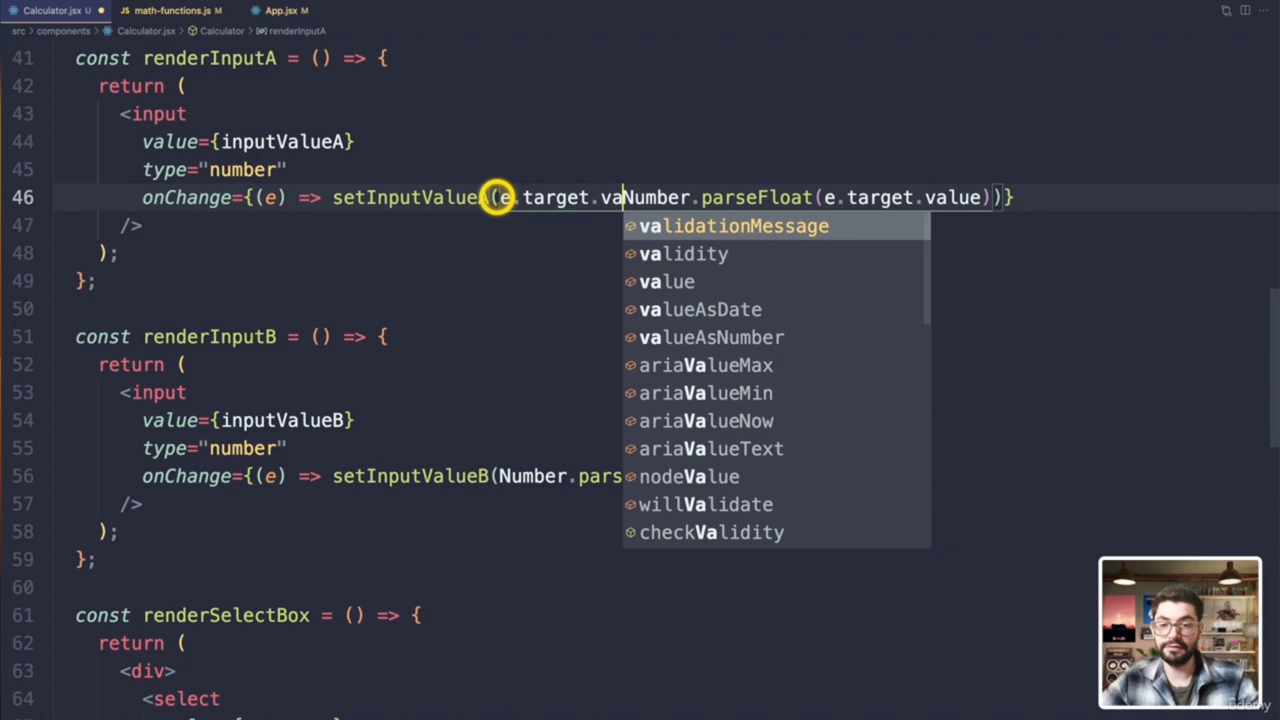 Calculator.jsx U
JS math-functions.js M
App.jsx M
src > components > Calculator.jsx > Calculator > renderInputA
41 const renderInputA = () => {
42 return (
43 <input
44 value={inputValueA}
45 type="number"
46 onChange={(e) => setInputValueA(e.target.vaNumber.parseFloat(e.target.value))}
47 />
48 );
49 };
50
51 const renderInputB = () => {
52 return (
53 <input
54 value={inputValueB}
55 type="number"
56 onChange={(e) => setInputValueB(Number.pars
57 />
58 );
59 };
60
61 const renderSelectBox = () => {
62 return (
63 <div>
64 <select
validationMessage
validity
value
valueAsDate
valueAsNumber
ariaValueMax
ariaValueMin
ariaValueNow
ariaValueText
nodeValue
willValidate
checkValidity
udemy